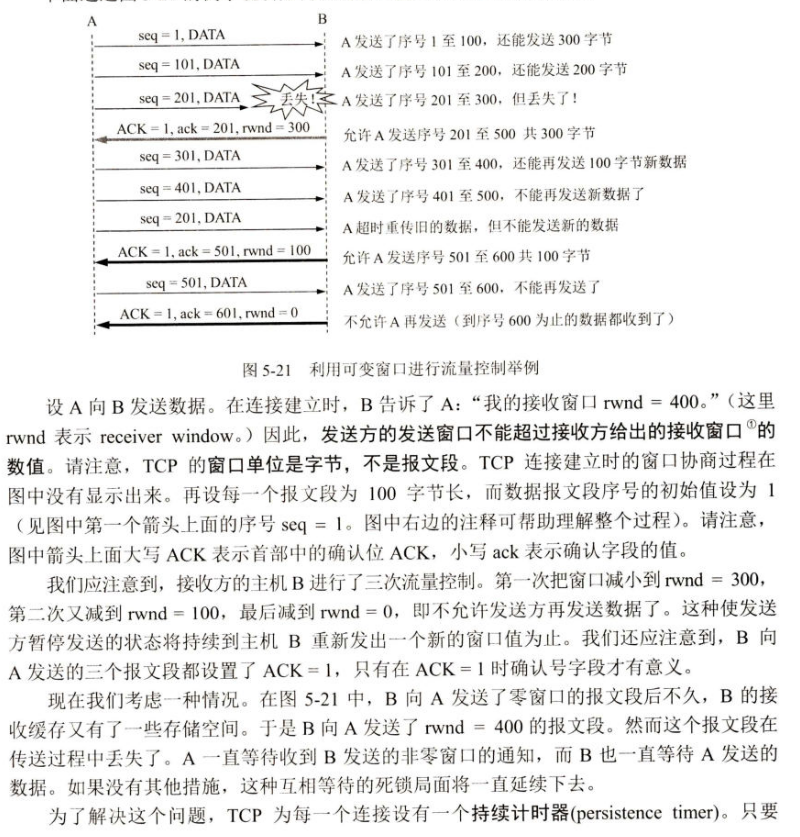 A B
seq = 1, DATA A 发送了序号 1 至 100，还能发送 300 字节
seq = 101, DATA A 发送了序号 101 至 200，还能发送 200 字节
seq = 201, DATA 丢失! A 发送了序号 201 至 300，但丢失了！
ACK = 1, ack = 201, rwnd = 300 允许 A 发送序号 201 至 500 共 300 字节
seq = 301, DATA A 发送了序号 301 至 400，还能再发送 100 字节新数据
seq = 401, DATA A 发送了序号 401 至 500，不能再发送新数据了
seq = 201, DATA A 超时重传旧的数据，但不能发送新的数据
ACK = 1, ack = 501, rwnd = 100 允许 A 发送序号 501 至 600 共 100 字节
seq = 501, DATA A 发送了序号 501 至 600，不能再发送了
ACK = 1, ack = 601, rwnd = 0 不允许 A 再发送（到序号 600 为止的数据都收到了）
图 5-21 利用可变窗口进行流量控制举例
设 A 向 B 发送数据。在连接建立时，B 告诉了 A：“我的接收窗口 rwnd = 400。”（这里
rwnd 表示 receiver window。）因此，发送方的发送窗口不能超过接收方给出的接收窗口①的
数值。请注意，TCP 的窗口单位是字节，不是报文段。TCP 连接建立时的窗口协商过程在
图中没有显示出来。再设每一个报文段为 100 字节长，而数据报文段序号的初始值设为 1
（见图中第一个箭头上面的序号 seq = 1。图中右边的注释可帮助理解整个过程）。请注意，
图中箭头上面大写 ACK 表示首部中的确认位 ACK，小写 ack 表示确认字段的值。
我们应注意到，接收方的主机 B 进行了三次流量控制。第一次把窗口减小到 rwnd = 300，
第二次又减到 rwnd = 100，最后减到 rwnd = 0，即不允许发送方再发送数据了。这种使发送
方暂停发送的状态将持续到主机 B 重新发出一个新的窗口值为止。我们还应注意到，B 向
A 发送的三个报文段都设置了 ACK = 1，只有在 ACK = 1 时确认号字段才有意义。
现在我们考虑一种情况。在图 5-21 中，B 向 A 发送了零窗口的报文段后不久，B 的接
收缓存又有了一些存储空间。于是 B 向 A 发送了 rwnd = 400 的报文段。然而这个报文段在
传送过程中丢失了。A 一直等待收到 B 发送的非零窗口的通知，而 B 也一直等待 A 发送的
数据。如果没有其他措施，这种互相等待的死锁局面将一直延续下去。
为了解决这个问题，TCP 为每一个连接设有一个持续计时器(persistence timer)。只要